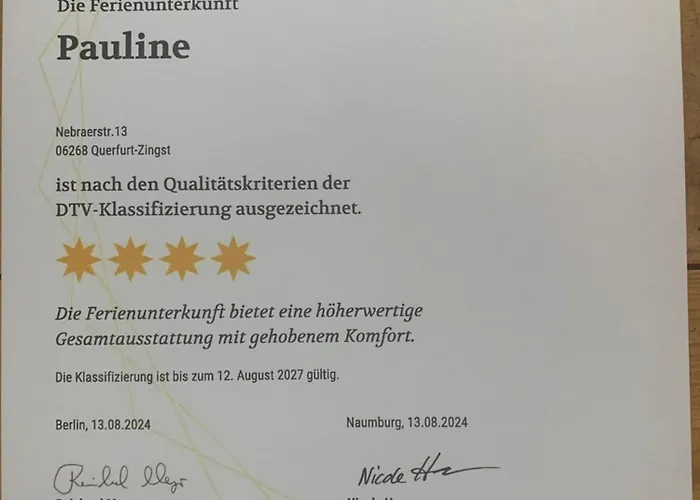 Die Ferienunterkunft
Pauline
Nebraerstr.13
06268 Querfurt-Zingst
ist nach den Qualitätskriterien der
DTV-Klassifizierung ausgezeichnet.
Die Ferienunterkunft bietet eine höherwertige
Gesamtausstattung mit gehobenem Komfort.
Die Klassifizierung ist bis zum 12. August 2027 gültig.
Berlin, 13.08.2024
Naumburg, 13.08.2024
Nicole